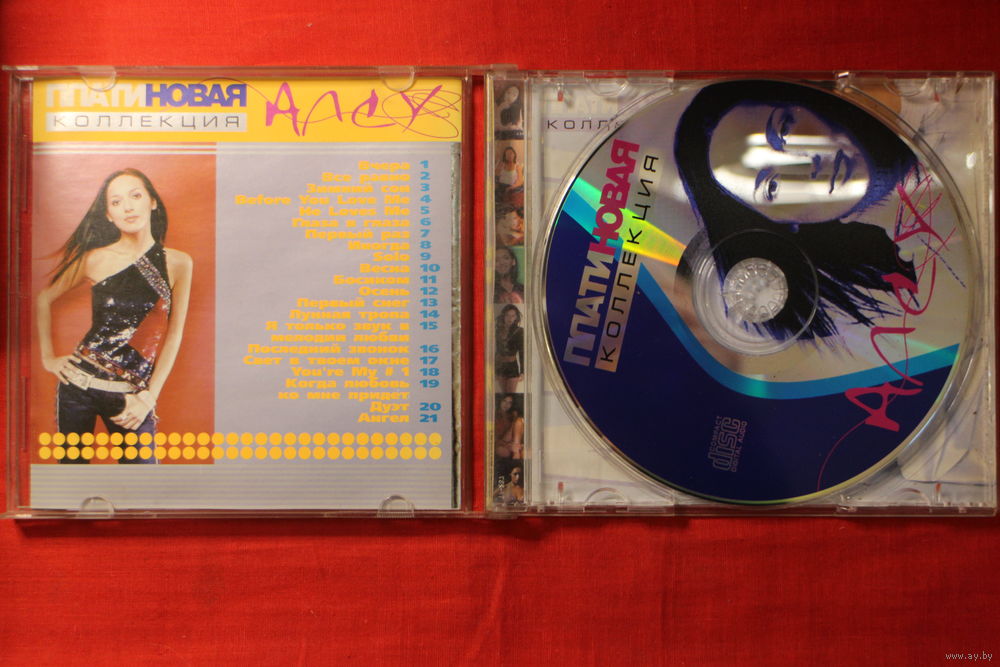 ПЛАТИНОВАЯ
КОЛЛЕКЦИЯ
Алсу
Вчера 1
Все равно 2
Зимний сон 3
Before You Love Me 4
He Loves Me 5
Глаза в глаза 6
Первый раз 7
Иногда 8
Solo 9
Весна 10
Босиком 11
Осень 12
Первый снег 13
Лунная тропа 14
Я только звук в 15
мелодии любви
Последний звонок 16
Свет в твоем окне 17
You're My # 1 18
Когда любовь 19
ко мне придет
Дуэт 20
Ангел 21
КОЛЛ
ПЛАТИНОВАЯ
КОЛЛЕКЦИЯ
Алсу
COMPACT
disc
DIGITAL AUDIO
www.ay.by